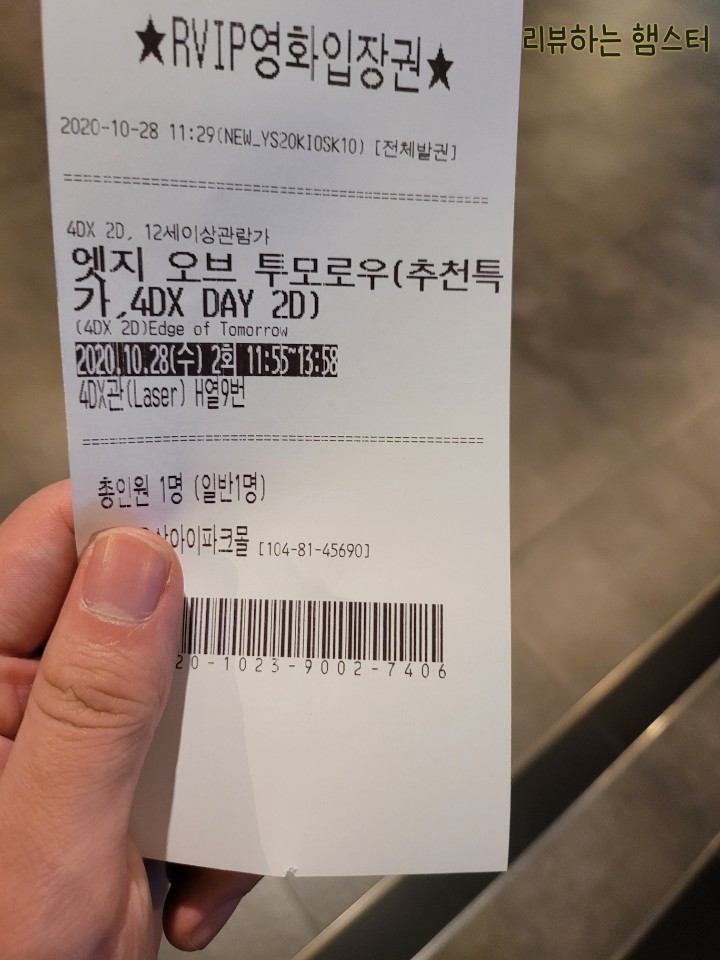 리뷰하는 햄스터
★RVIP영화입장권★
2020-10-28 11:29(NEW_YS20KIOSK10) [전체발권]
4DX 2D, 12세이상관람가
엣지 오브 투모로우(추천특
가,4DX DAY 2D)
(4DX 2D)Edge of Tomorrow
2020.10.28(수) 2회 11:55~13:58
4DX관(Laser) H열9번
총인원 1명 (일반1명)
산아이파크몰 [104-81-45690]
20-1023-9002-7406